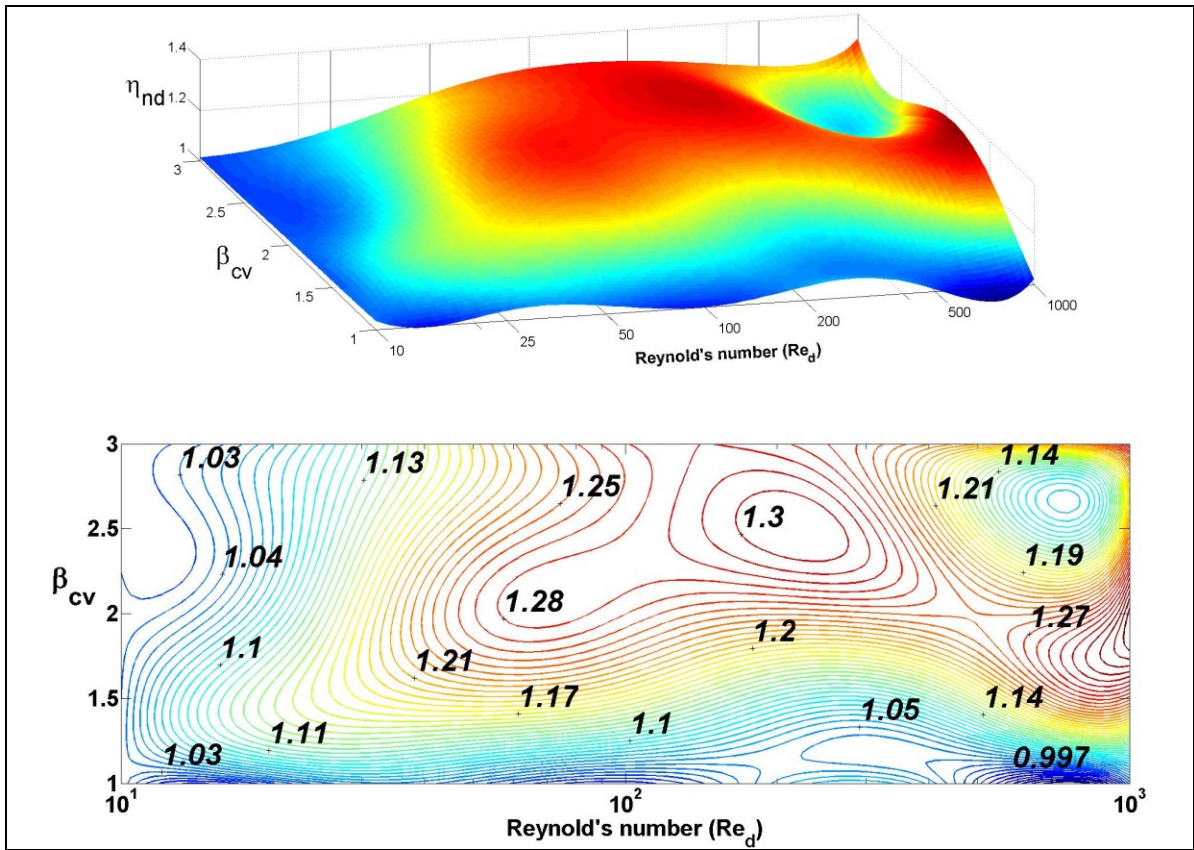 1.4
η_nd 1.2
1
3
2.5
β_cv 2
1.5
1
10 25 50 100 200 500 1000
Reynold's number (Re_d)
3
1.03 1.13 1.25 1.21 1.14
2.5
1.3
1.04 1.19
β_cv
2
1.28 1.27
1.2
1.1
1.21
1.5
1.17 1.14
1.11 1.1 1.05
1.03 0.997
1
10^1 10^2 10^3
Reynold's number (Re_d)